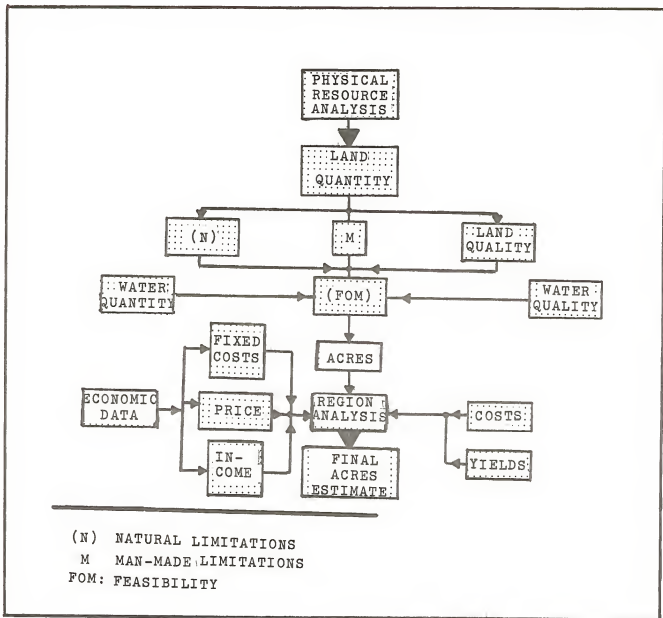 PHYSICAL
RESOURCE
ANALYSIS
LAND
QUANTITY
(N)
M
LAND
QUALITY
WATER
QUANTITY
(FOM)
WATER
QUALITY
FIXED
COSTS
ACRES
ECONOMIC
DATA
PRICE
REGION
ANALYSIS
COSTS
IN-
COME
FINAL
ACRES
ESTIMATE
YIELDS
(N) NATURAL LIMITATIONS
M MAN-MADE LIMITATIONS
FOM: FEASIBILITY